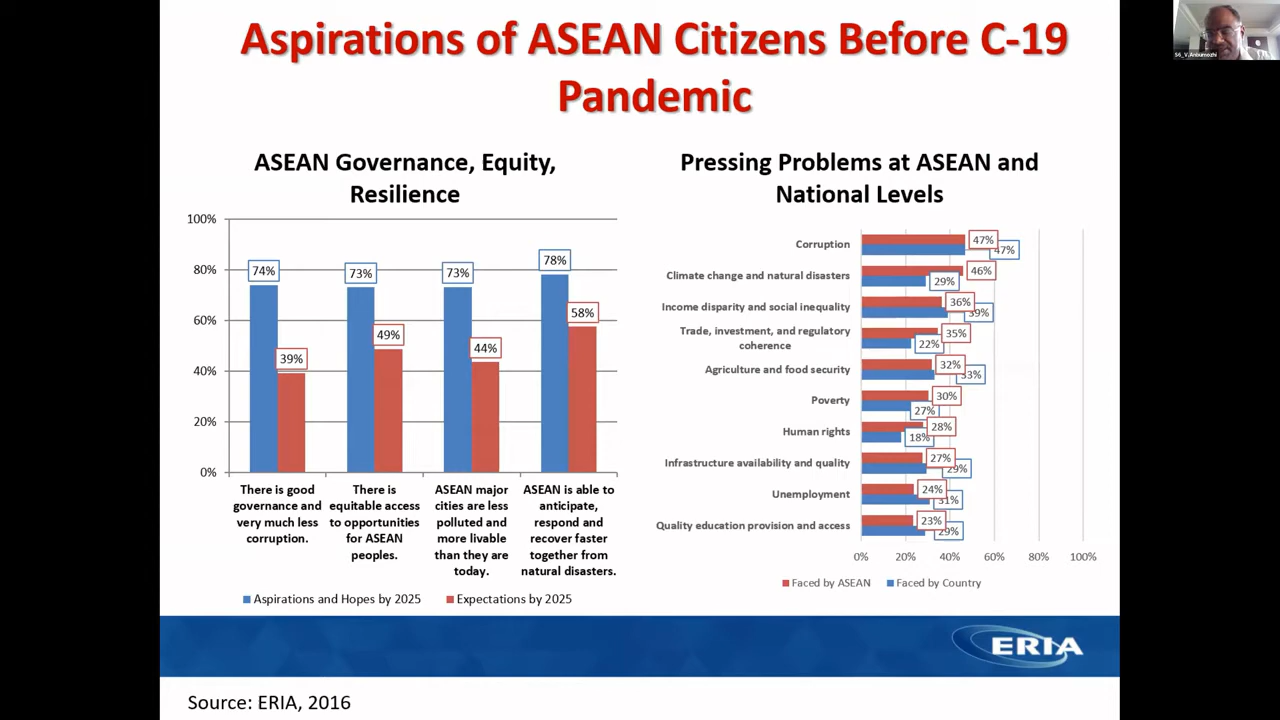 Aspirations of ASEAN Citizens Before C-19
Pandemic
S6_V.Anbumozhi
ASEAN Governance, Equity,
Resilience
100%
80%
60%
40%
20%
0%
74%
39%
73%
49%
73%
44%
78%
58%
There is good
governance and
very much less
corruption.
There is
equitable access
to opportunities
for ASEAN
peoples.
ASEAN major
cities are less
polluted and
more livable
than they are
today.
ASEAN is able to
anticipate,
respond and
recover faster
together from
natural disasters.
Aspirations and Hopes by 2025
Expectations by 2025
Pressing Problems at ASEAN and
National Levels
Corruption
47%
47%
Climate change and natural disasters
46%
29%
Income disparity and social inequality
36%
39%
Trade, investment, and regulatory
coherence
35%
22%
Agriculture and food security
32%
33%
Poverty
30%
27%
Human rights
28%
18%
Infrastructure availability and quality
27%
29%
Unemployment
24%
31%
Quality education provision and access
23%
29%
0% 20% 40% 60% 80% 100%
Faced by ASEAN
Faced by Country
ERIA
Source: ERIA, 2016